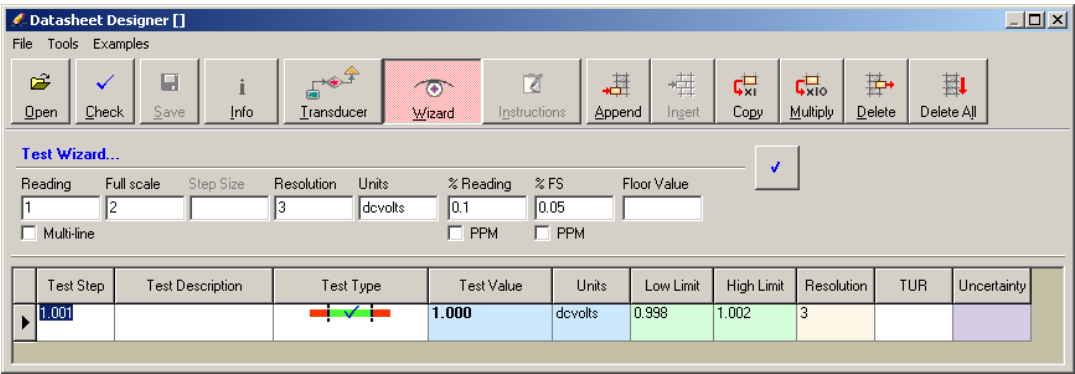 Datasheet Designer []
File Tools Examples
Open Check Save Info Transducer Wizard Instructions Append Insert Copy Multiply Delete Delete All
Test Wizard...
Reading Full scale Step Size Resolution Units % Reading % FS Floor Value
1 2 3 dcvolts 0.1 0.05
Multi-line PPM PPM
Test Step Test Description Test Type Test Value Units Low Limit High Limit Resolution TUR Uncertainty
1.001 1.000 dcvolts 0.998 1.002 3